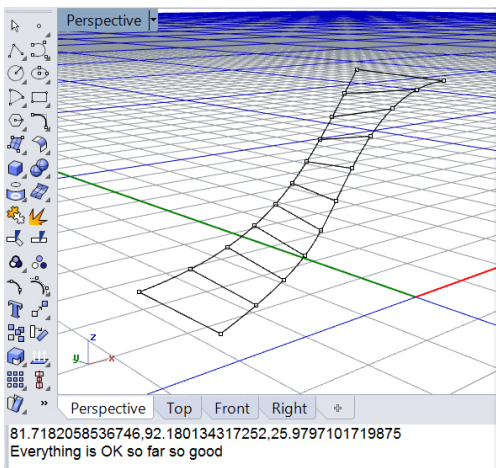 Perspective
z
y
x
Perspective Top Front Right
81.7182058536746,92.180134317252,25.9797101719875
Everything is OK so far so good